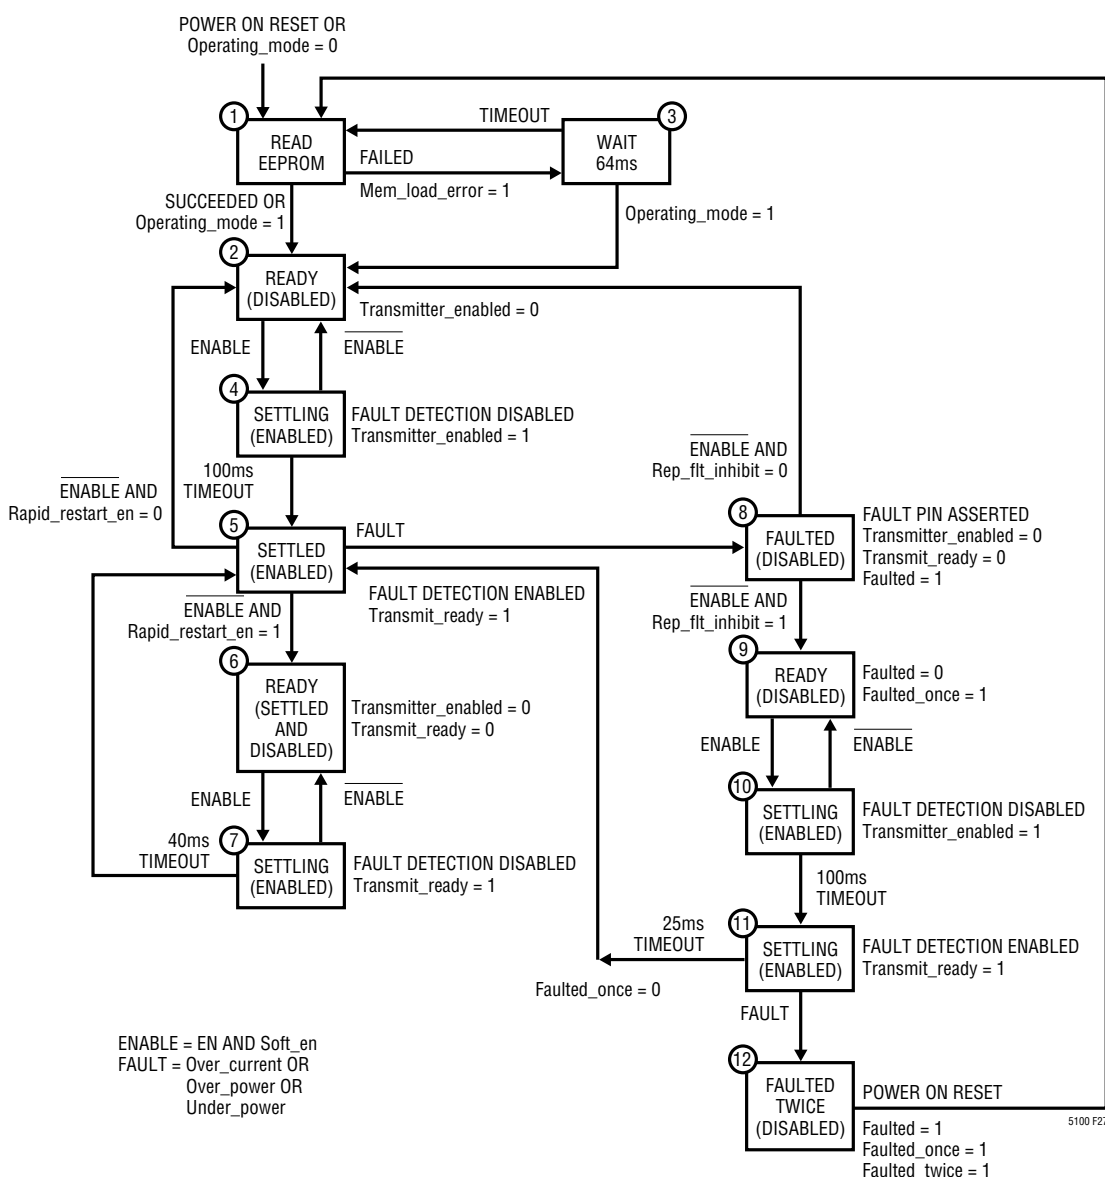 POWER ON RESET OR
Operating_mode = 0
1
READ
EEPROM
TIMEOUT
3
WAIT
64ms
FAILED
Mem_load_error = 1
SUCCEEDED OR
Operating_mode = 1
Operating_mode = 1
2
READY
(DISABLED)
Transmitter_enabled = 0
ENABLE
ENABLE
4
SETTLING
(ENABLED)
FAULT DETECTION DISABLED
Transmitter_enabled = 1
100ms
TIMEOUT
ENABLE AND
Rapid_restart_en = 0
ENABLE AND
Rep_flt_inhibit = 0
5
SETTLED
(ENABLED)
FAULT
8
FAULTED
(DISABLED)
FAULT PIN ASSERTED
Transmitter_enabled = 0
Transmit_ready = 0
Faulted = 1
FAULT DETECTION ENABLED
Transmit_ready = 1
ENABLE AND
Rapid_restart_en = 1
ENABLE AND
Rep_flt_inhibit = 1
6
READY
(SETTLED
AND
DISABLED)
Transmitter_enabled = 0
Transmit_ready = 0
9
READY
(DISABLED)
Faulted = 0
Faulted_once = 1
ENABLE
ENABLE
ENABLE
ENABLE
7
SETTLING
(ENABLED)
40ms
TIMEOUT
FAULT DETECTION DISABLED
Transmit_ready = 1
10
SETTLING
(ENABLED)
FAULT DETECTION DISABLED
Transmitter_enabled = 1
100ms
TIMEOUT
11
SETTLING
(ENABLED)
25ms
TIMEOUT
FAULT DETECTION ENABLED
Transmit_ready = 1
Faulted_once = 0
FAULT
12
FAULTED
TWICE
(DISABLED)
POWER ON RESET
Faulted = 1
Faulted_once = 1
Faulted_twice = 1
ENABLE = EN AND Soft_en
FAULT = Over_current OR
Over_power OR
Under_power
5100 F27